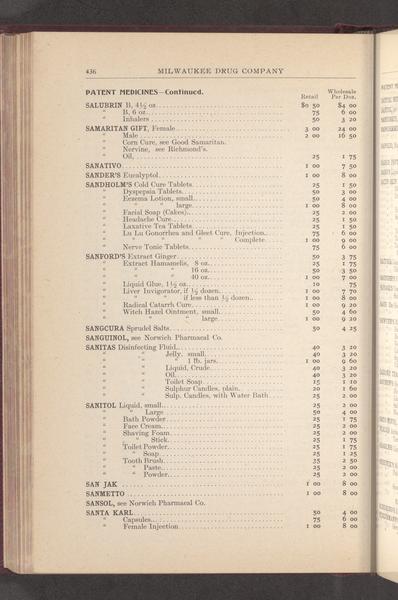 436 MILWAUKEE DRUG COMPANY
PATENT MEDICINES—Continued. Retail Wholesale Per Doz.
SALUBRIN B, 4½ oz. $0 50 $4 00
" B, 6 oz. 75 6 00
" Inhalers 50 3 20
SAMARITAN GIFT, Female 3 00 24 00
" Male 2 00 16 50
" Corn Cure, see Good Samaritan.
" Nervine, see Richmond's.
" Oil, 25 1 75
SANATIVO 1 00 7 50
SANDER'S Eucalyptol 1 00 8 00
SANDHOLM'S Cold Cure Tablets 25 1 50
" Dyspepsia Tablets 50 3 00
" Eczema Lotion, small 50 4 00
" " " large 1 00 8 00
" Facial Soap (Cakes) 25 2 00
" Headache Cure 25 1 50
" Laxative Tea Tablets 25 1 50
" Lu Lu Gonorrhea and Gleet Cure, Injection 75 6 00
" " " " " " Complete 1 00 9 00
" Nerve Tonic Tablets 75 6 00
SANFORD'S Extract Ginger 50 3 75
" Extract Hamamelis, 8 oz. 25 1 75
" " " 16 oz. 50 3 50
" " " 40 oz. 1 00 7 00
" Liquid Glue, 1½ oz. 10 75
" Liver Invigorator, if ½ dozen 1 00 7 70
" " " if less than ½ dozen 1 00 8 00
" Radical Catarrh Cure 1 00 9 20
" Witch Hazel Ointment, small 50 4 60
" " " " large 1 00 9 20
SANGCURA Sprudel Salts 50 4 25
SANGUINOL, see Norwich Pharmacal Co.
SANITAS Disinfecting Fluid 40 3 20
" " Jelly, small 40 3 20
" " " 1 lb. jars 1 00 9 60
" " Liquid, Crude 40 3 20
" " Oil 40 3 20
" " Toilet Soap 15 1 10
" " Sulphur Candles, plain 20 1 60
" " Sulp. Candles, with Water Bath 25 2 00
SANITOL Liquid, small 25 2 00
" " Large 50 4 00
" Bath Powder 25 1 75
" Face Cream 25 2 00
" Shaving Foam 25 2 00
" " Stick 25 1 75
" Toilet Powder 25 1 75
" " Soap 25 1 25
" Tooth Brush 25 2 50
" " Paste 25 2 00
" " Powder 25 2 00
SAN JAK 1 00 8 00
SANMETTO 1 00 8 00
SANSOL, see Norwich Pharmacal Co.
SANTA KARL 50 4 00
" Capsules 75 6 00
" Female Injection 1 00 8 00